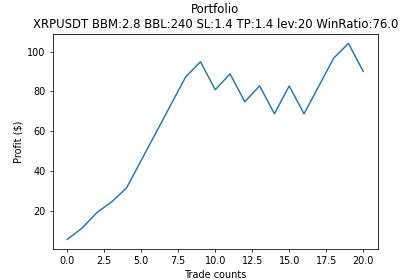 Portfolio
XRPUSDT BBM:2.8 BBL:240 SL:1.4 TP:1.4 lev:20 WinRatio:76.0
100
80
60
40
20
Profit ($)
0.0 2.5 5.0 7.5 10.0 12.5 15.0 17.5 20.0
Trade counts